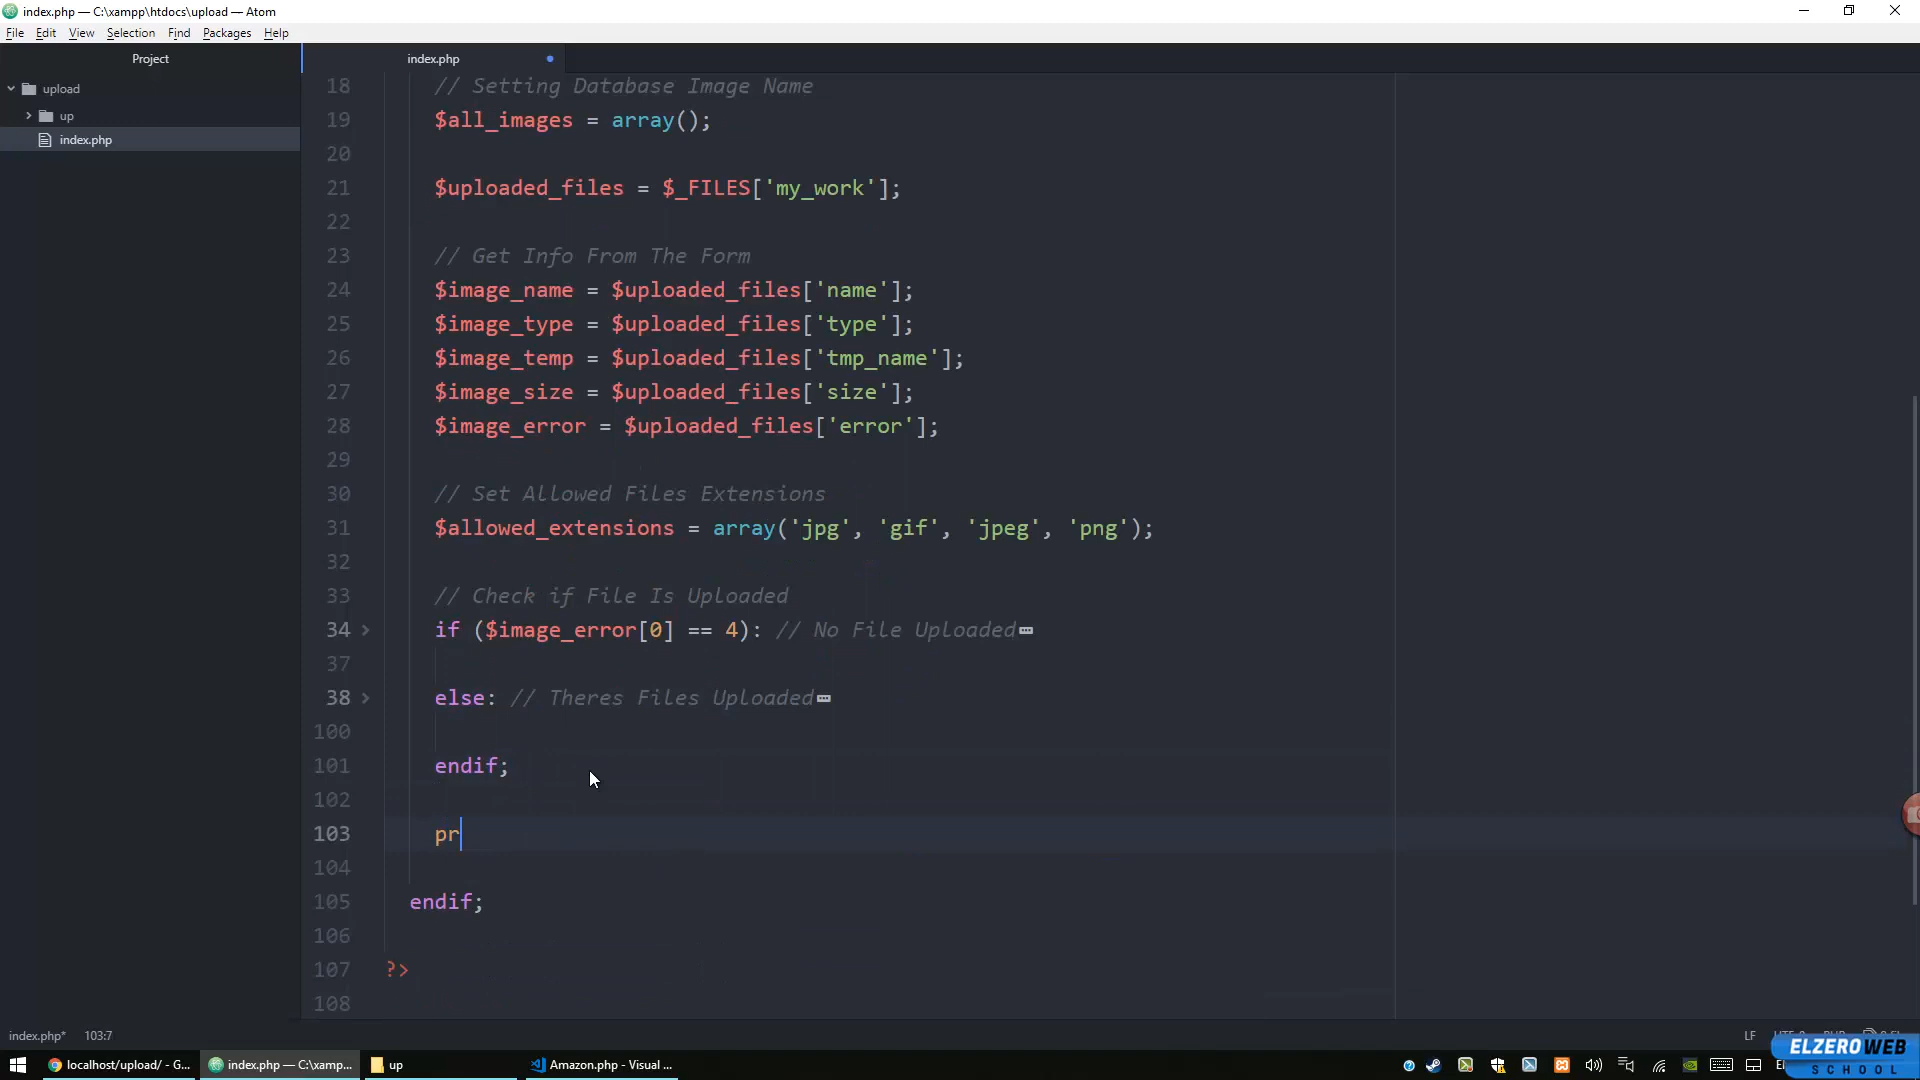 index.php — C:\xampp\htdocs\upload — Atom
File Edit View Selection Find Packages Help
Project
index.php
upload
up
index.php
18 // Setting Database Image Name
19 $all_images = array();
20
21 $uploaded_files = $_FILES['my_work'];
22
23 // Get Info From The Form
24 $image_name = $uploaded_files['name'];
25 $image_type = $uploaded_files['type'];
26 $image_temp = $uploaded_files['tmp_name'];
27 $image_size = $uploaded_files['size'];
28 $image_error = $uploaded_files['error'];
29
30 // Set Allowed Files Extensions
31 $allowed_extensions = array('jpg', 'gif', 'jpeg', 'png');
32
33 // Check if File Is Uploaded
34 if ($image_error[0] == 4): // No File Uploaded
37
38 else: // Theres Files Uploaded
100
101 endif;
102
103 pr
104
105 endif;
106
107 ?>
108
index.php* 103:7 LF
localhost/upload/ - G... index.php — C:\xamp... up Amazon.php - Visual ...
ELZEROWEB
SCHOOL